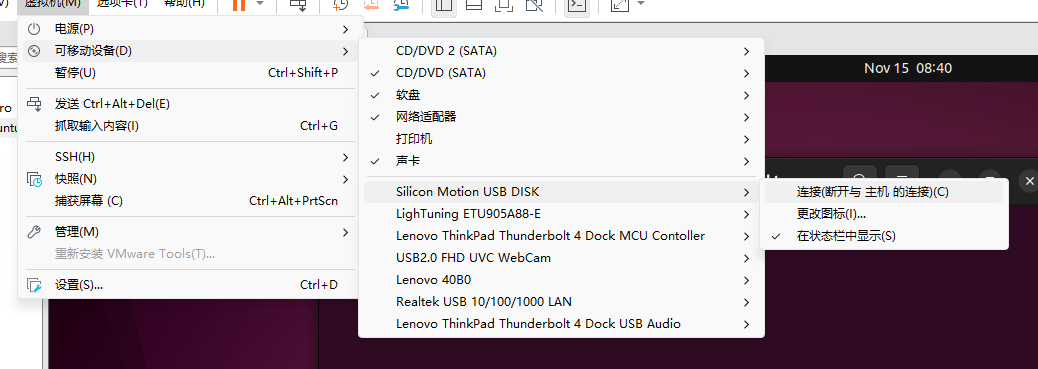 虚拟机(M) 选项卡(T) 帮助(H)
电源(P)
可移动设备(D)
暂停(U) Ctrl+Shift+P
发送 Ctrl+Alt+Del(E)
抓取输入内容(I) Ctrl+G
SSH(H)
快照(N)
捕获屏幕 (C) Ctrl+Alt+PrtScn
管理(M)
重新安装 VMware Tools(T)...
设置(S)... Ctrl+D
CD/DVD 2 (SATA)
CD/DVD (SATA)
软盘
网络适配器
打印机
声卡
Silicon Motion USB DISK
LighTuning ETU905A88-E
Lenovo ThinkPad Thunderbolt 4 Dock MCU Contoller
USB2.0 FHD UVC WebCam
Lenovo 40B0
Realtek USB 10/100/1000 LAN
Lenovo ThinkPad Thunderbolt 4 Dock USB Audio
连接(断开与 主机 的连接)(C)
更改图标(I)...
在状态栏中显示(S)
Nov 15 08:40